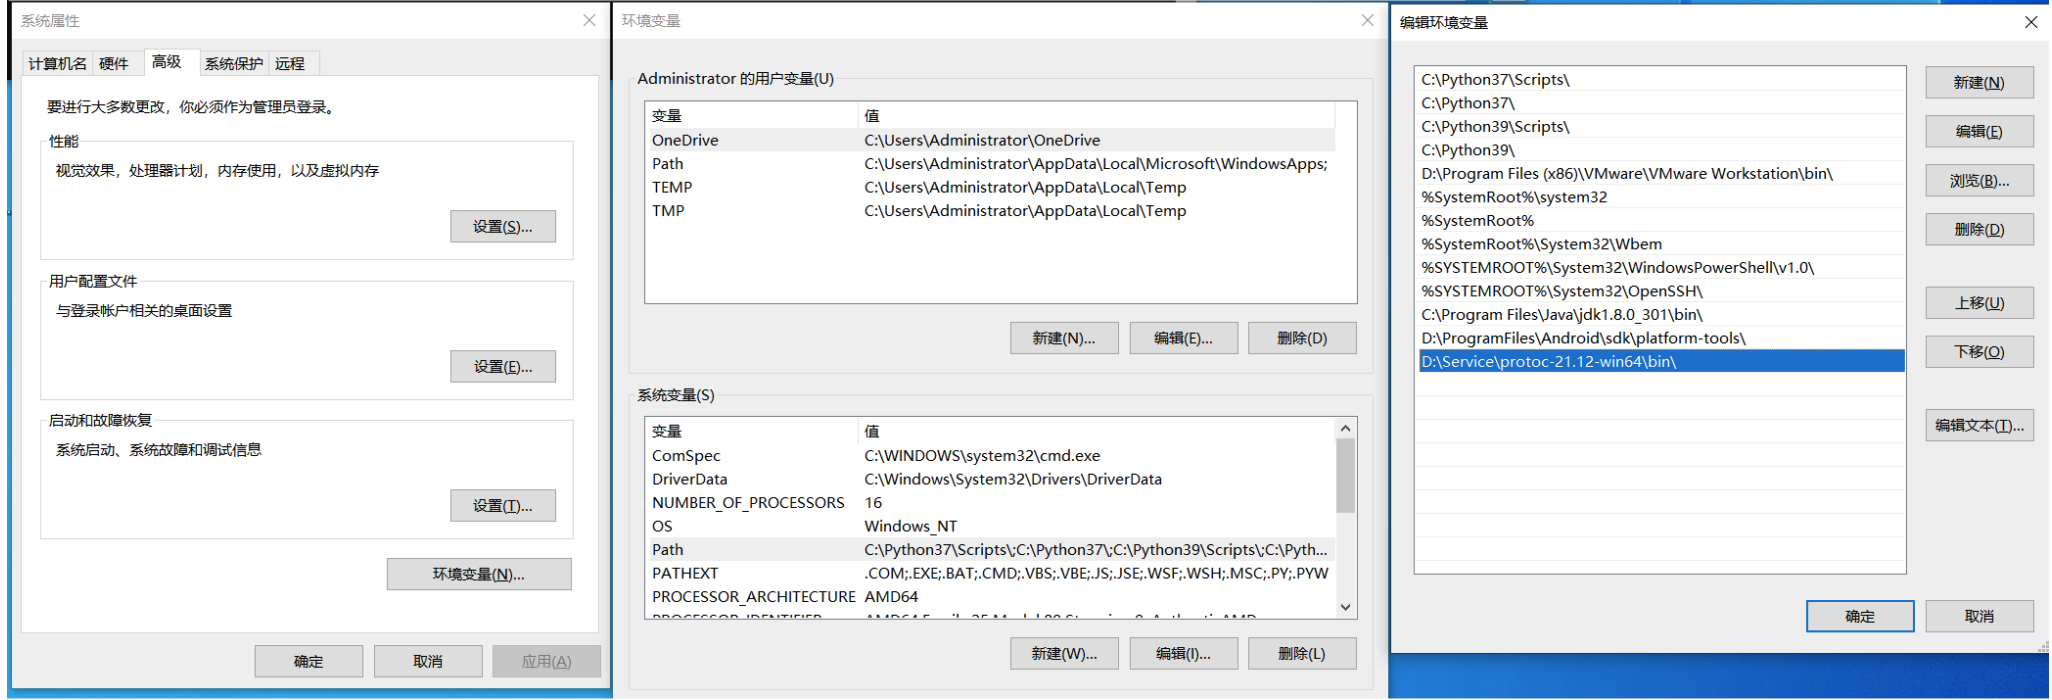 系统属性
计算机名 硬件 高级 系统保护 远程
要进行大多数更改，你必须作为管理员登录。
性能
视觉效果，处理器计划，内存使用，以及虚拟内存
设置(S)...
用户配置文件
与登录帐户相关的桌面设置
设置(E)...
启动和故障恢复
系统启动、系统故障和调试信息
设置(T)...
环境变量(N)...
确定 取消 应用(A)
环境变量
Administrator 的用户变量(U)
变量 值
OneDrive C:\Users\Administrator\OneDrive
Path C:\Users\Administrator\AppData\Local\Microsoft\WindowsApps;
TEMP C:\Users\Administrator\AppData\Local\Temp
TMP C:\Users\Administrator\AppData\Local\Temp
新建(N)... 编辑(E)... 删除(D)
系统变量(S)
变量 值
ComSpec C:\WINDOWS\system32\cmd.exe
DriverData C:\Windows\System32\Drivers\DriverData
NUMBER_OF_PROCESSORS 16
OS Windows_NT
Path C:\Python37\Scripts\;C:\Python37\;C:\Python39\Scripts\;C:\Pyth...
PATHEXT .COM;.EXE;.BAT;.CMD;.VBS;.VBE;.JS;.JSE;.WSF;.WSH;.MSC;.PY;.PYW
PROCESSOR_ARCHITECTURE AMD64
新建(W)... 编辑(I)... 删除(L)
编辑环境变量
C:\Python37\Scripts\
C:\Python37\
C:\Python39\Scripts\
C:\Python39\
D:\Program Files (x86)\VMware\VMware Workstation\bin\
%SystemRoot%\system32
%SystemRoot%
%SystemRoot%\System32\Wbem
%SYSTEMROOT%\System32\WindowsPowerShell\v1.0\
%SYSTEMROOT%\System32\OpenSSH\
C:\Program Files\Java\jdk1.8.0_301\bin\
D:\ProgramFiles\Android\sdk\platform-tools\
D:\Service\protoc-21.12-win64\bin\
新建(N)
编辑(E)
浏览(B)...
删除(D)
上移(U)
下移(O)
编辑文本(T)...
确定 取消